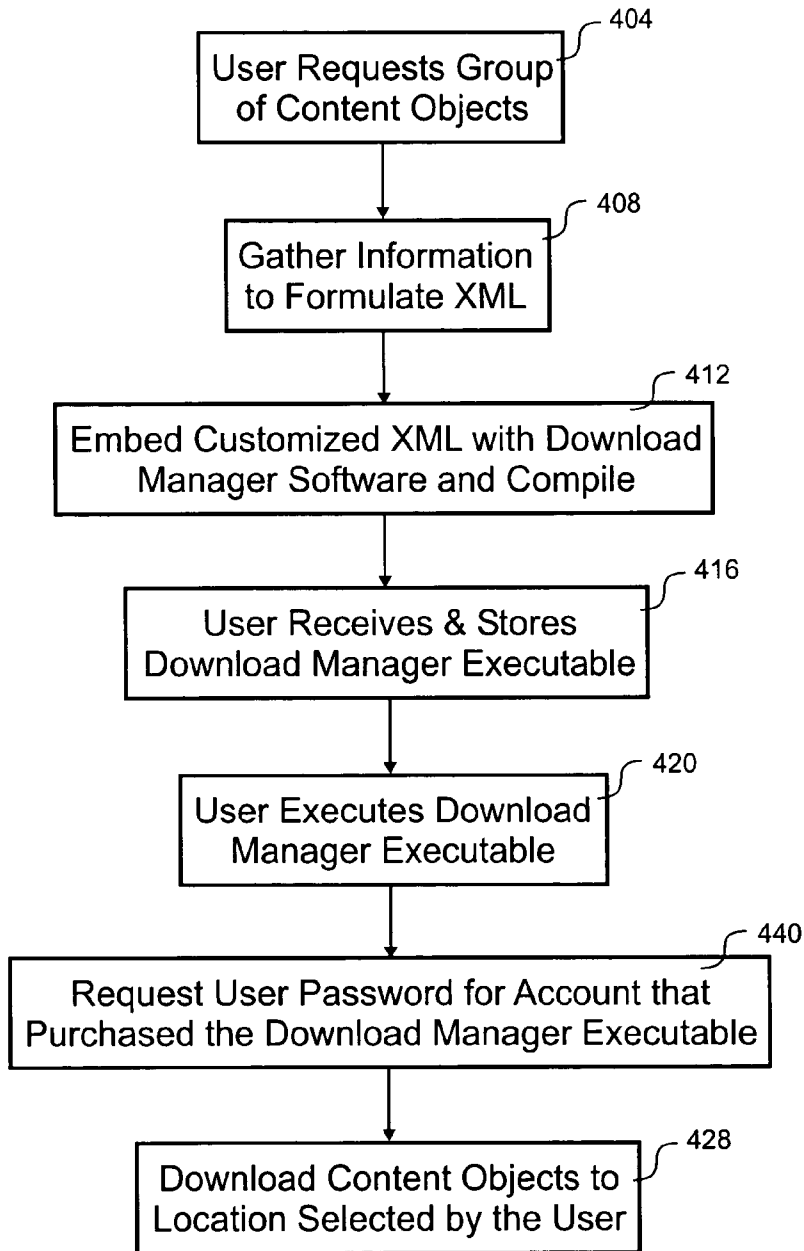 404
User Requests Group
of Content Objects
408
Gather Information
to Formulate XML
412
Embed Customized XML with Download
Manager Software and Compile
416
User Receives & Stores
Download Manager Executable
420
User Executes Download
Manager Executable
440
Request User Password for Account that
Purchased the Download Manager Executable
428
Download Content Objects to
Location Selected by the User